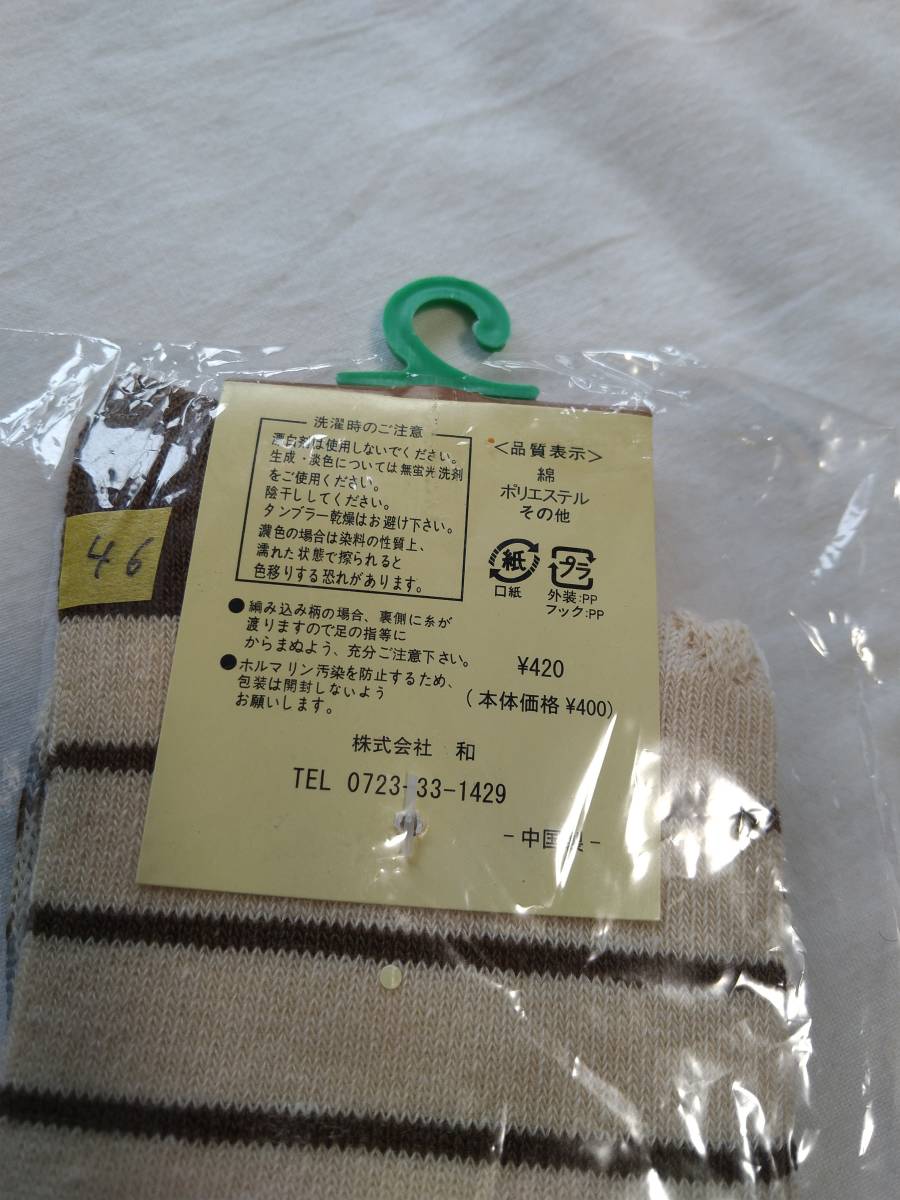 洗濯時のご注意
漂白剤は使用しないでください。
生成・淡色については無蛍光洗剤
をご使用ください。
陰干ししてください。
タンブラー乾燥はお避け下さい。
濃色の場合は染料の性質上、
濡れた状態で擦られると
色移りする恐れがあります。
●編み込み柄の場合、裏側に糸が
渡りますので足の指等に
からまぬよう、充分ご注意下さい。
●ホルマリン汚染を防止するため、
包装は開封しないよう
お願いします。
<品質表示>
綿
ポリエステル
その他
紙
口紙
プラ
外装:PP
フック:PP
¥420
(本体価格¥400)
株式会社 和
TEL 0723-33-1429
-中国製-
46